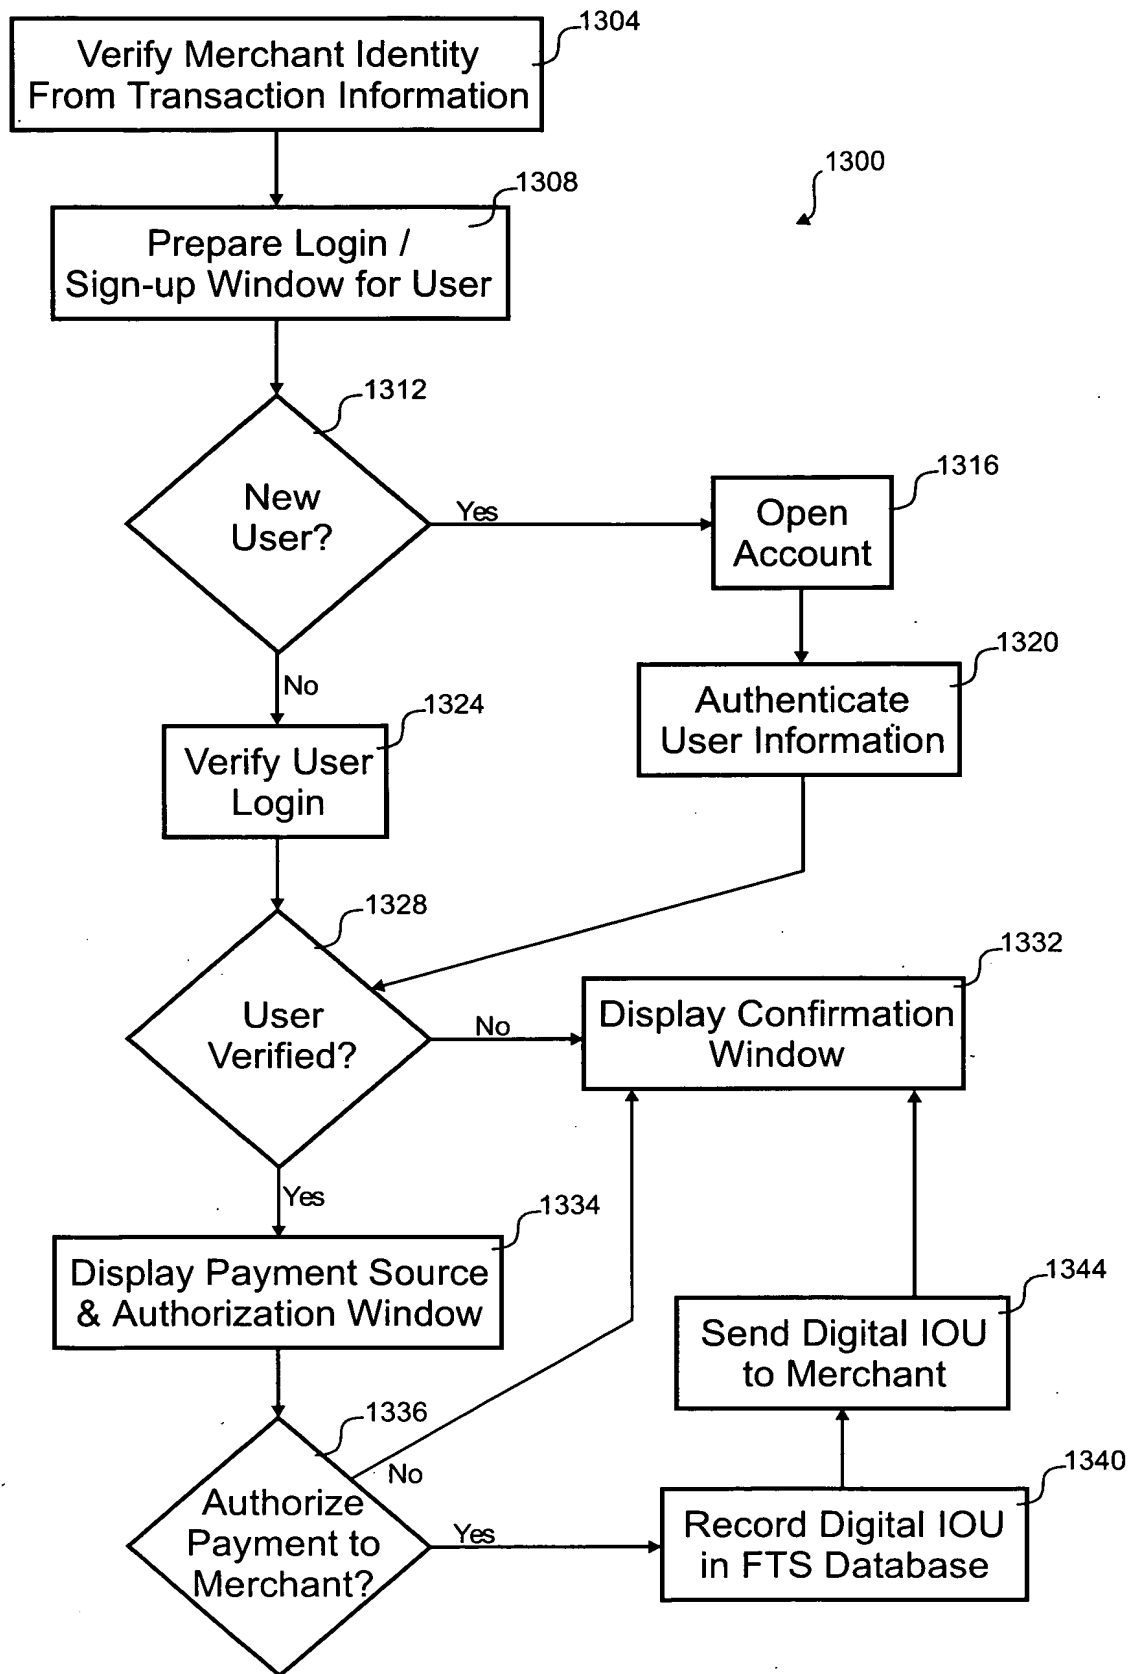 1304
Verify Merchant Identity
From Transaction Information
1300
1308
Prepare Login /
Sign-up Window for User
1312
New
User?
Yes
1316
Open
Account
No
1320
Authenticate
User Information
1324
Verify User
Login
1328
User
Verified?
No
1332
Display Confirmation
Window
Yes
1334
Display Payment Source
& Authorization Window
1344
Send Digital IOU
to Merchant
1336
Authorize
Payment to
Merchant?
No
Yes
1340
Record Digital IOU
in FTS Database